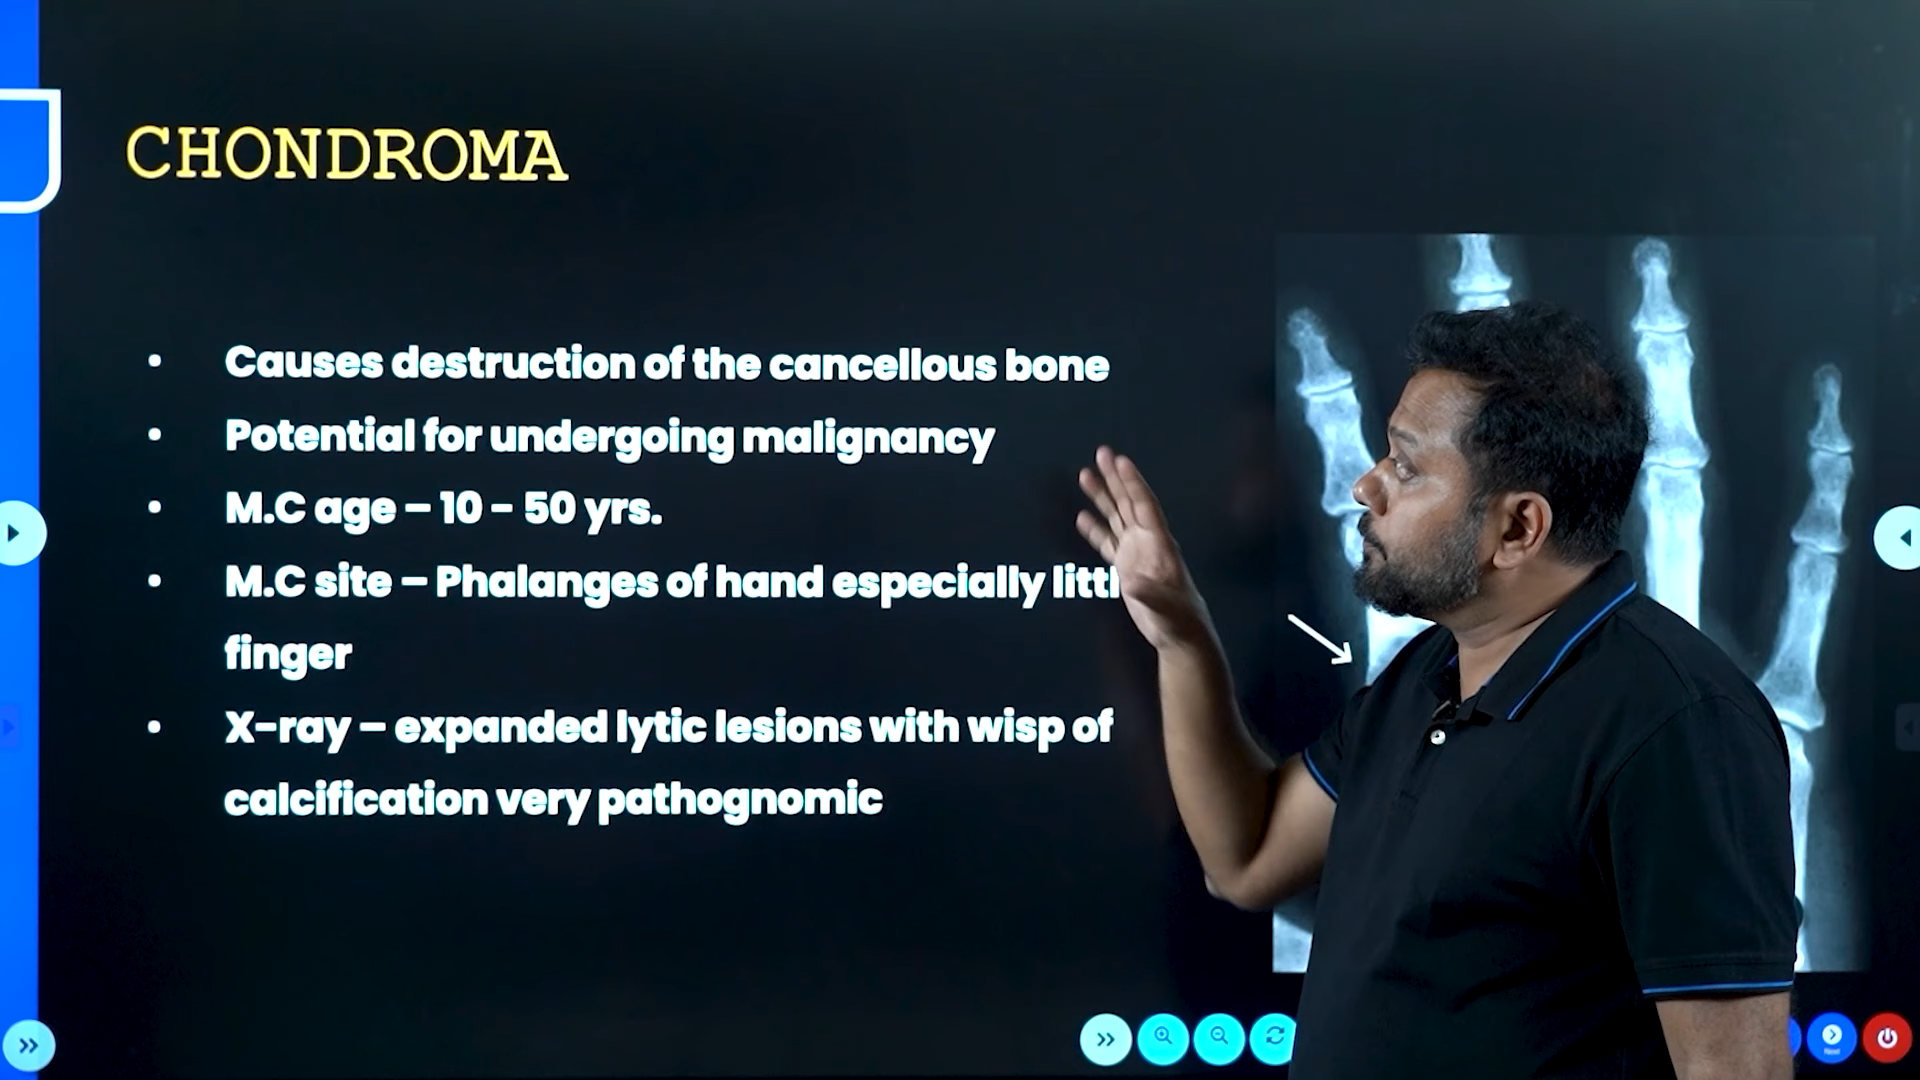 CHONDROMA
• Causes destruction of the cancellous bone
• Potential for undergoing malignancy
• M.C age – 10 – 50 yrs.
• M.C site – Phalanges of hand especially
finger
• X-ray – expanded lytic lesions with wisp of
calcification very pathognomic
Next